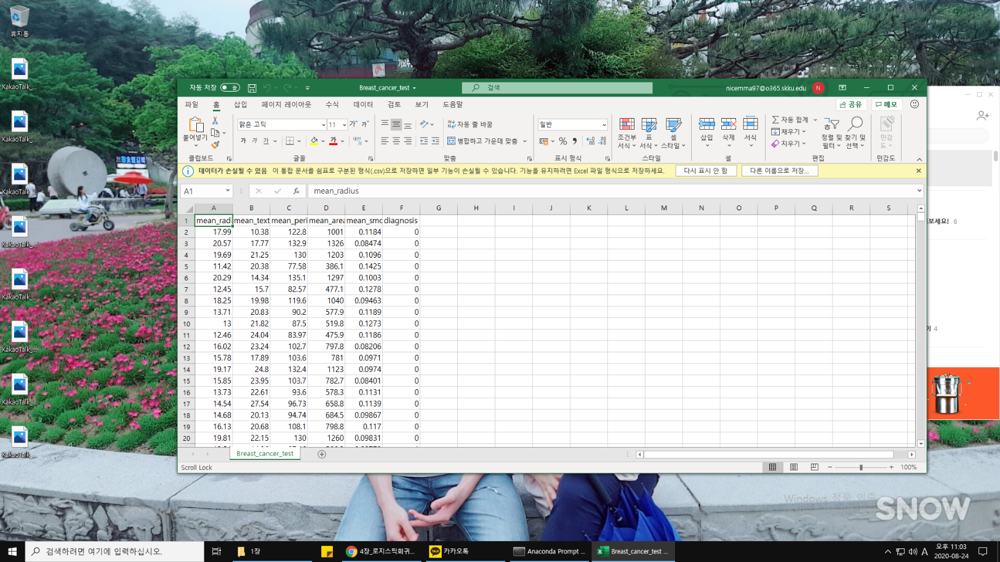 휴지통
KakaoTalk_...
KakaoTalk_...
KakaoTalk_...
KakaoTalk_...
KakaoTalk_...
KakaoTalk_...
KakaoTalk_...
KakaoTalk_...
자동 저장 끔
Breast_cancer_test
검색
nicemma97@o365.skku.edu
N
파일 홈 삽입 페이지 레이아웃 수식 데이터 검토 보기 도움말
공유 메모
붙여넣기
클립보드
맑은 고딕 11
가 가 가
글꼴
자동 줄 바꿈
병합하고 가운데 맞춤
맞춤
일반
표시 형식
조건부 서식
표 서식
셀 스타일
스타일
삽입 삭제 서식
셀
자동 합계
채우기
지우기
정렬 및 필터
찾기 및 선택
편집
민감도
민감도
데이터가 손실될 수 있음 이 통합 문서를 쉼표로 구분된 형식(.csv)으로 저장하면 일부 기능이 손실될 수 있습니다. 기능을 유지하려면 Excel 파일 형식으로 저장하세요.
다시 표시 안 함
다른 이름으로 저장...
A1
fx
mean_radius
A B C D E F G H I J K L M N O P Q R S
1 mean_radi mean_text mean_peri mean_area mean_smo diagnosis
2 17.99 10.38 122.8 1001 0.1184 0
3 20.57 17.77 132.9 1326 0.08474 0
4 19.69 21.25 130 1203 0.1096 0
5 11.42 20.38 77.58 386.1 0.1425 0
6 20.29 14.34 135.1 1297 0.1003 0
7 12.45 15.7 82.57 477.1 0.1278 0
8 18.25 19.98 119.6 1040 0.09463 0
9 13.71 20.83 90.2 577.9 0.1189 0
10 13 21.82 87.5 519.8 0.1273 0
11 12.46 24.04 83.97 475.9 0.1186 0
12 16.02 23.24 102.7 797.8 0.08206 0
13 15.78 17.89 103.6 781 0.0971 0
14 19.17 24.8 132.4 1123 0.0974 0
15 15.85 23.95 103.7 782.7 0.08401 0
16 13.73 22.61 93.6 578.3 0.1131 0
17 14.54 27.54 96.73 658.8 0.1139 0
18 14.68 20.13 94.74 684.5 0.09867 0
19 16.13 20.68 108.1 798.8 0.117 0
20 19.81 22.15 130 1260 0.09831 0
Breast_cancer_test
Scroll Lock
100%
보세요! 6
이 4
Windows 정품 인증
SNOW
검색하려면 여기에 입력하십시오.
1장
4장_로지스틱회귀...
TALK
카카오톡
Anaconda Prompt ...
Breast_cancer_test ...
A
오후 11:03
2020-08-24